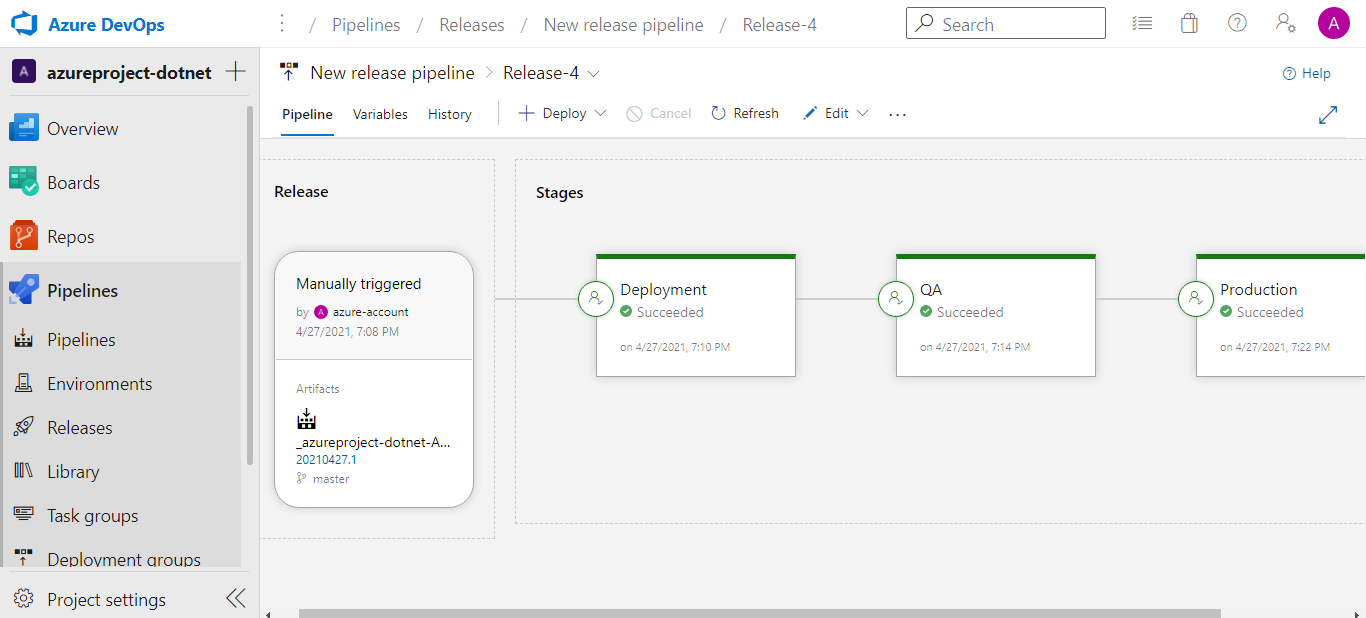 Azure DevOps
/ Pipelines / Releases / New release pipeline / Release-4
Search
A
A azureproject-dotnet
Overview
Boards
Repos
Pipelines
Pipelines
Environments
Releases
Library
Task groups
Deployment groups
Project settings
New release pipeline > Release-4
Help
Pipeline Variables History
Deploy Cancel Refresh Edit ...
Release
Manually triggered
by A azure-account
4/27/2021, 7:08 PM
Artifacts
_azureproject-dotnet-A...
20210427.1
master
Stages
Deployment
Succeeded
on 4/27/2021, 7:10 PM
QA
Succeeded
on 4/27/2021, 7:14 PM
Production
Succeeded
on 4/27/2021, 7:22 PM